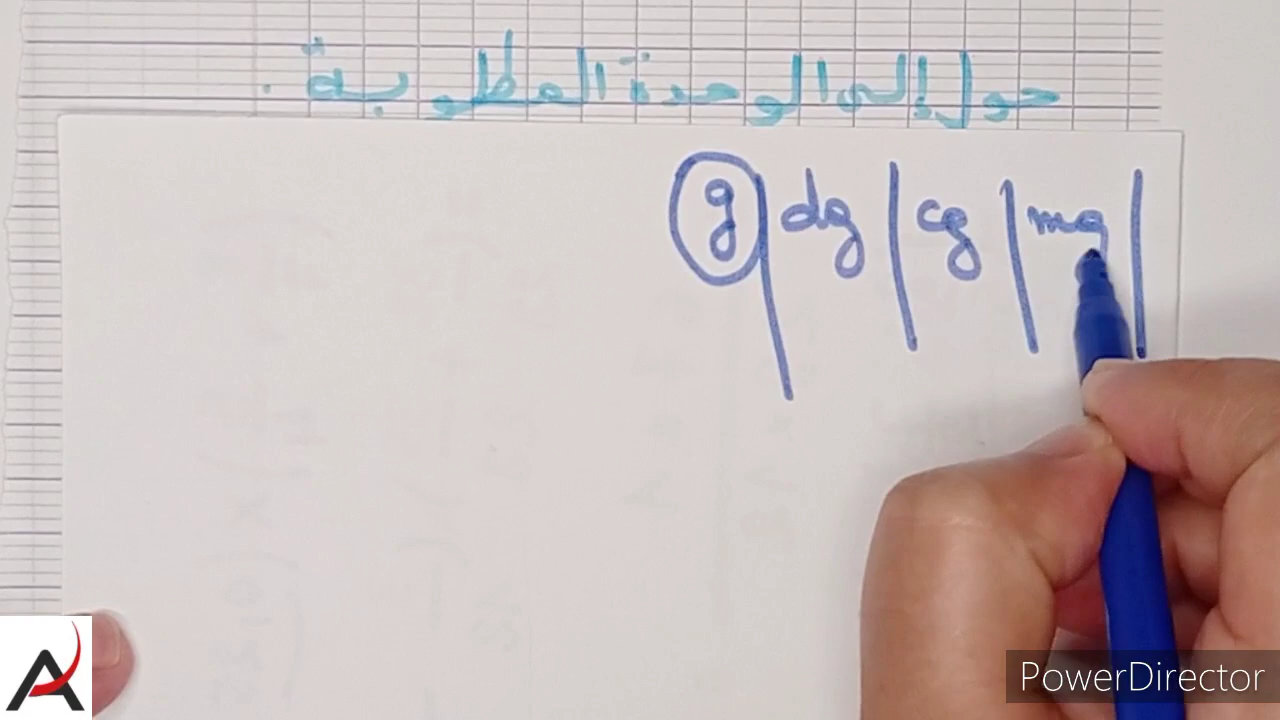 حول إلى الوحدة المطلوبة .
g dg cg mg
PowerDirector